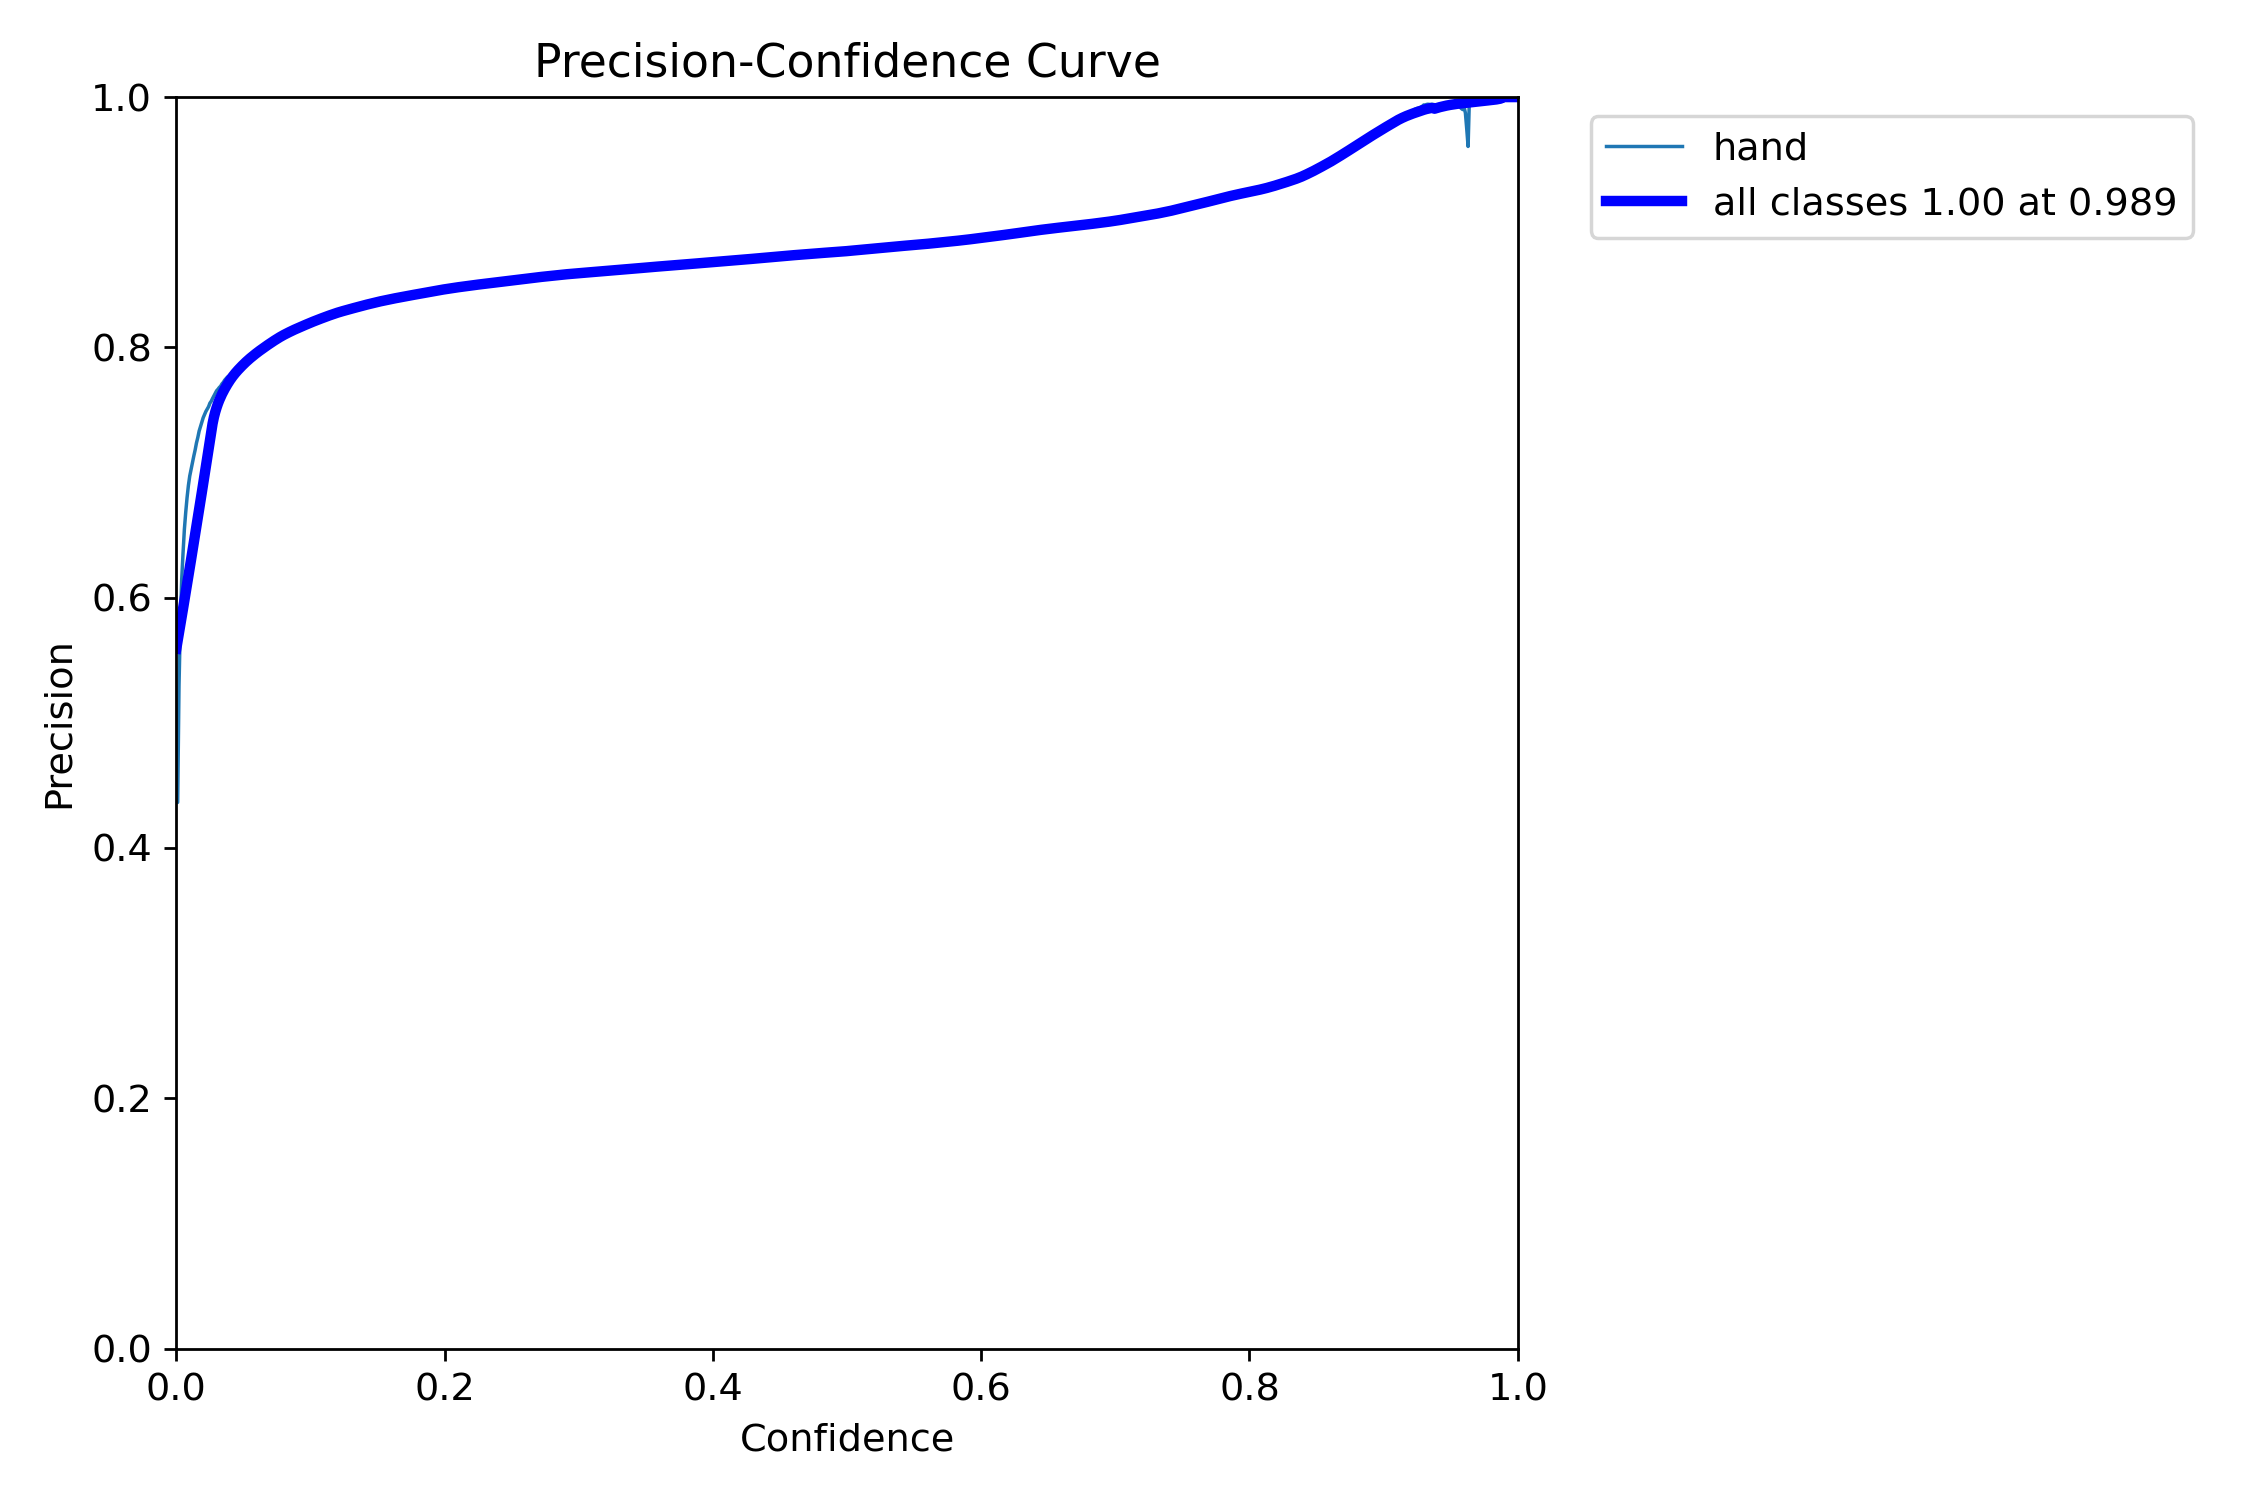 Precision-Confidence Curve
hand
all classes 1.00 at 0.989
Precision
1.0
0.8
0.6
0.4
0.2
0.0
0.0 0.2 0.4 0.6 0.8 1.0
Confidence